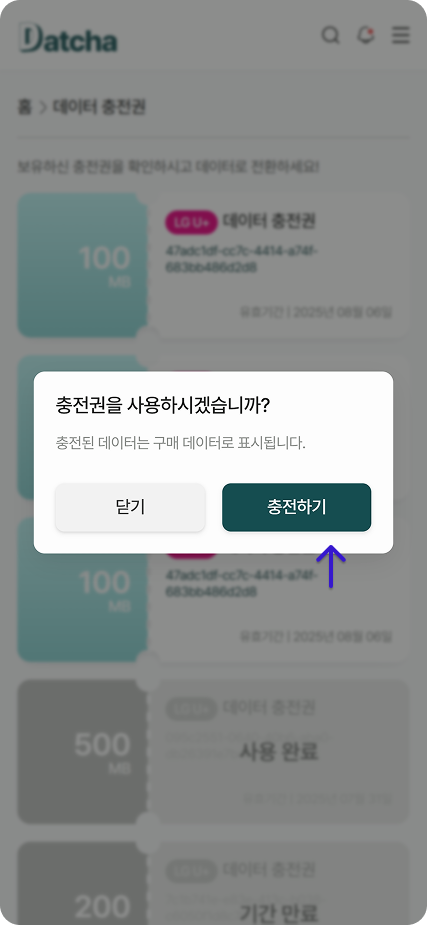 Datcha
홈 > 데이터 충전권
보유하신 충전권을 확인하시고 데이터로 전환하세요!
100
MB
LG U+ 데이터 충전권
47adc1df-cc7c-4414-a74f-
683bb486d2d8
유효기간 | 2025년 08월 06일
충전권을 사용하시겠습니까?
충전된 데이터는 구매 데이터로 표시됩니다.
닫기
충전하기
100
MB
47adc1df-cc7c-4414-a74f-
683bb486d2d8
유효기간 | 2025년 08월 06일
500
MB
LG U+ 데이터 충전권
사용 완료
200
LG U+ 데이터 충전권
기간 만료